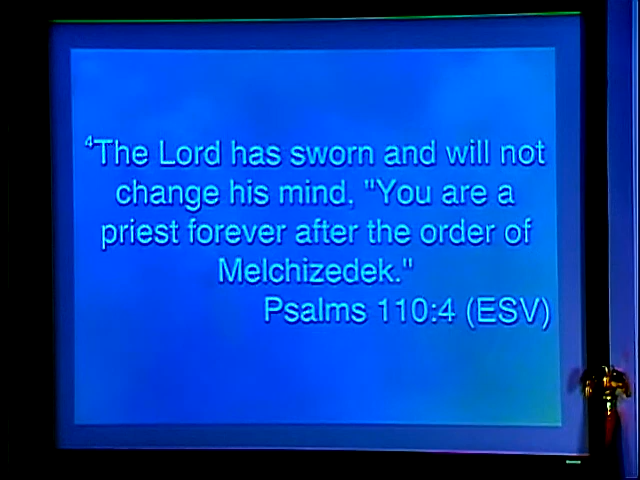 ⁴The Lord has sworn and will not
change his mind, "You are a
priest forever after the order of
Melchizedek."
Psalms 110:4 (ESV)